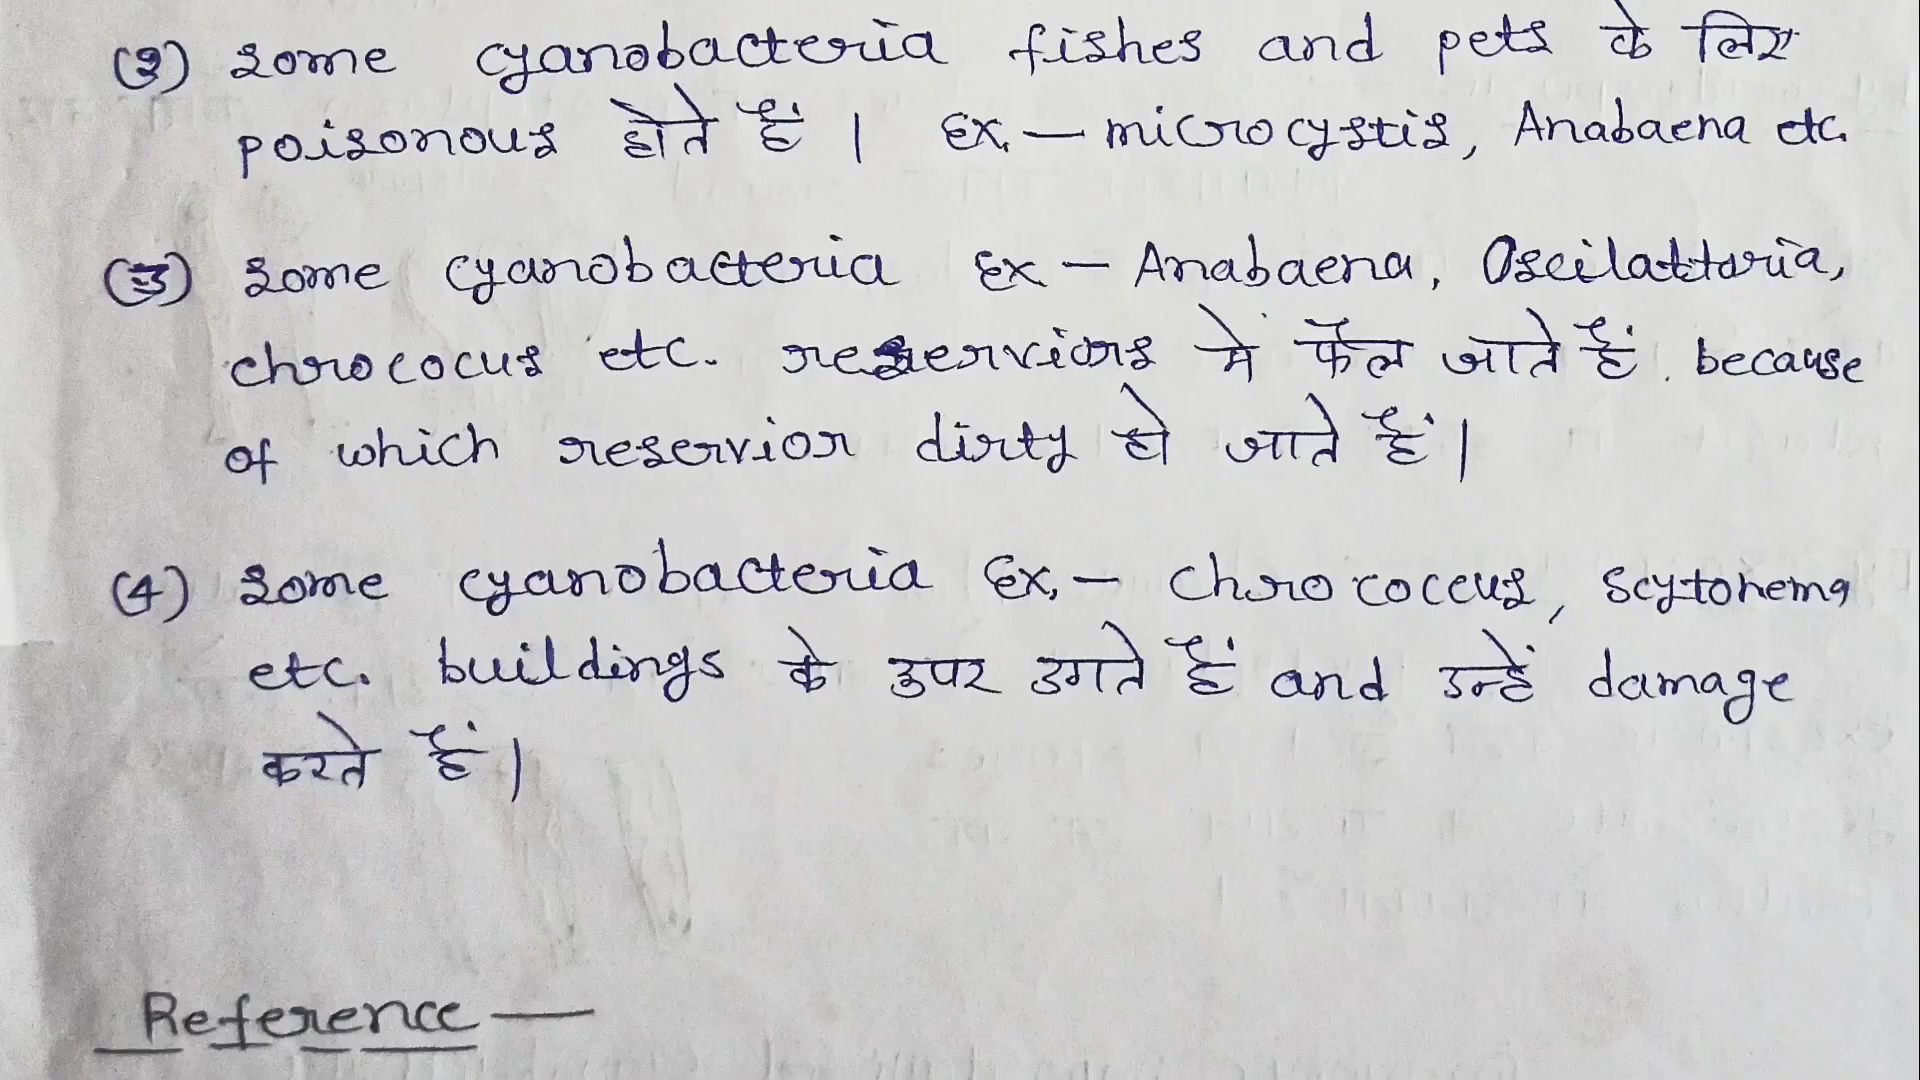 (2) some cyanobacteria fishes and pets के लिए
poisonous होते हैं | Ex. — microcystis, Anabaena etc.
(3) some cyanobacteria Ex — Anabaena, Oscilattoria,
chrococus etc. reserviors मे फैल जाते हैं. because
of which reservior dirty हो जाते हैं |
(4) some cyanobacteria Ex. — Chrococcus, Scytonema
etc. buildings के उपर उगते हैं and उन्हें damage
करते हैं |
Reference —